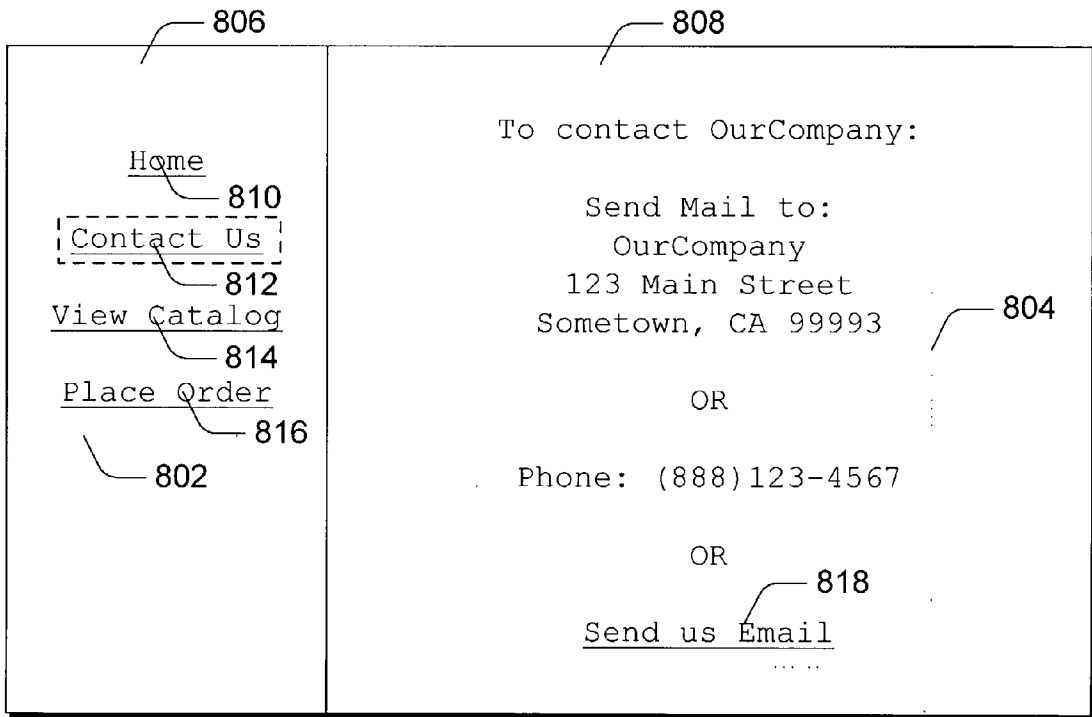 806
808
Home
810
Contact Us
812
View Catalog
814
Place Order
816
802
To contact OurCompany:
Send Mail to:
OurCompany
123 Main Street
Sometown, CA 99993
804
OR
Phone: (888)123-4567
OR
818
Send us Email